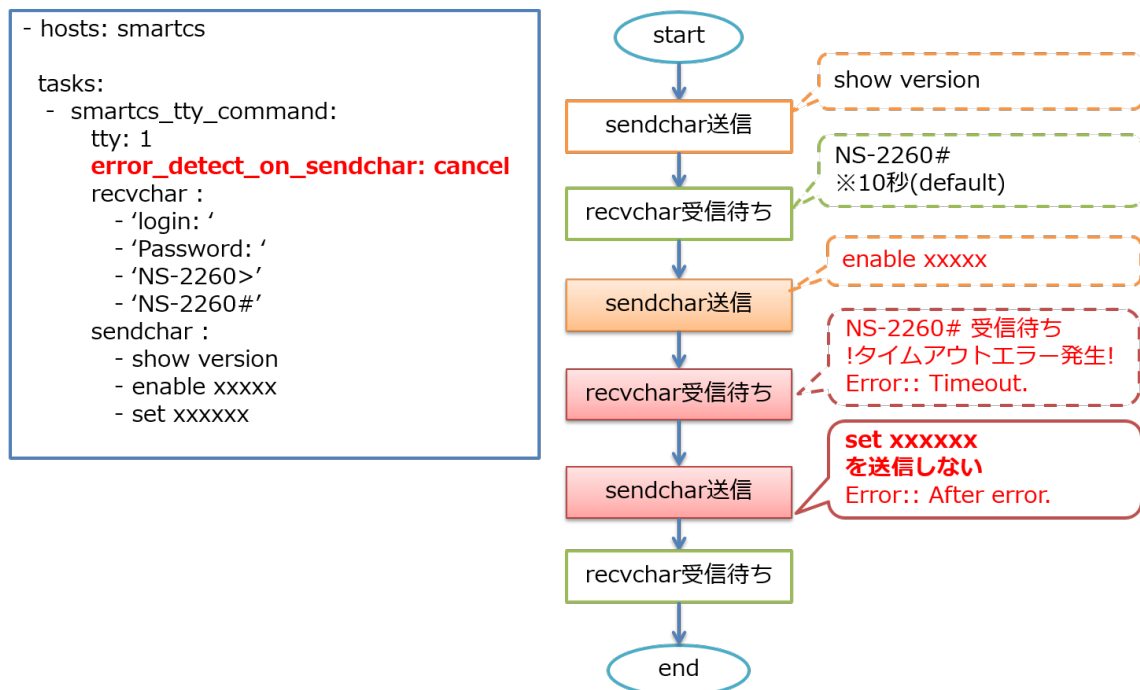 - hosts: smartcs
tasks:
- smartcs_tty_command:
tty: 1
error_detect_on_sendchar: cancel
recvchar :
- ‘login: ‘
- ‘Password: ‘
- ‘NS-2260>’
- ‘NS-2260#’
sendchar :
- show version
- enable xxxxx
- set xxxxxx
start
sendchar送信
show version
recvchar受信待ち
NS-2260#
※10秒(default)
sendchar送信
enable xxxxx
recvchar受信待ち
NS-2260# 受信待ち
!タイムアウトエラー発生!
Error:: Timeout.
sendchar送信
set xxxxxx
を送信しない
Error:: After error.
recvchar受信待ち
end